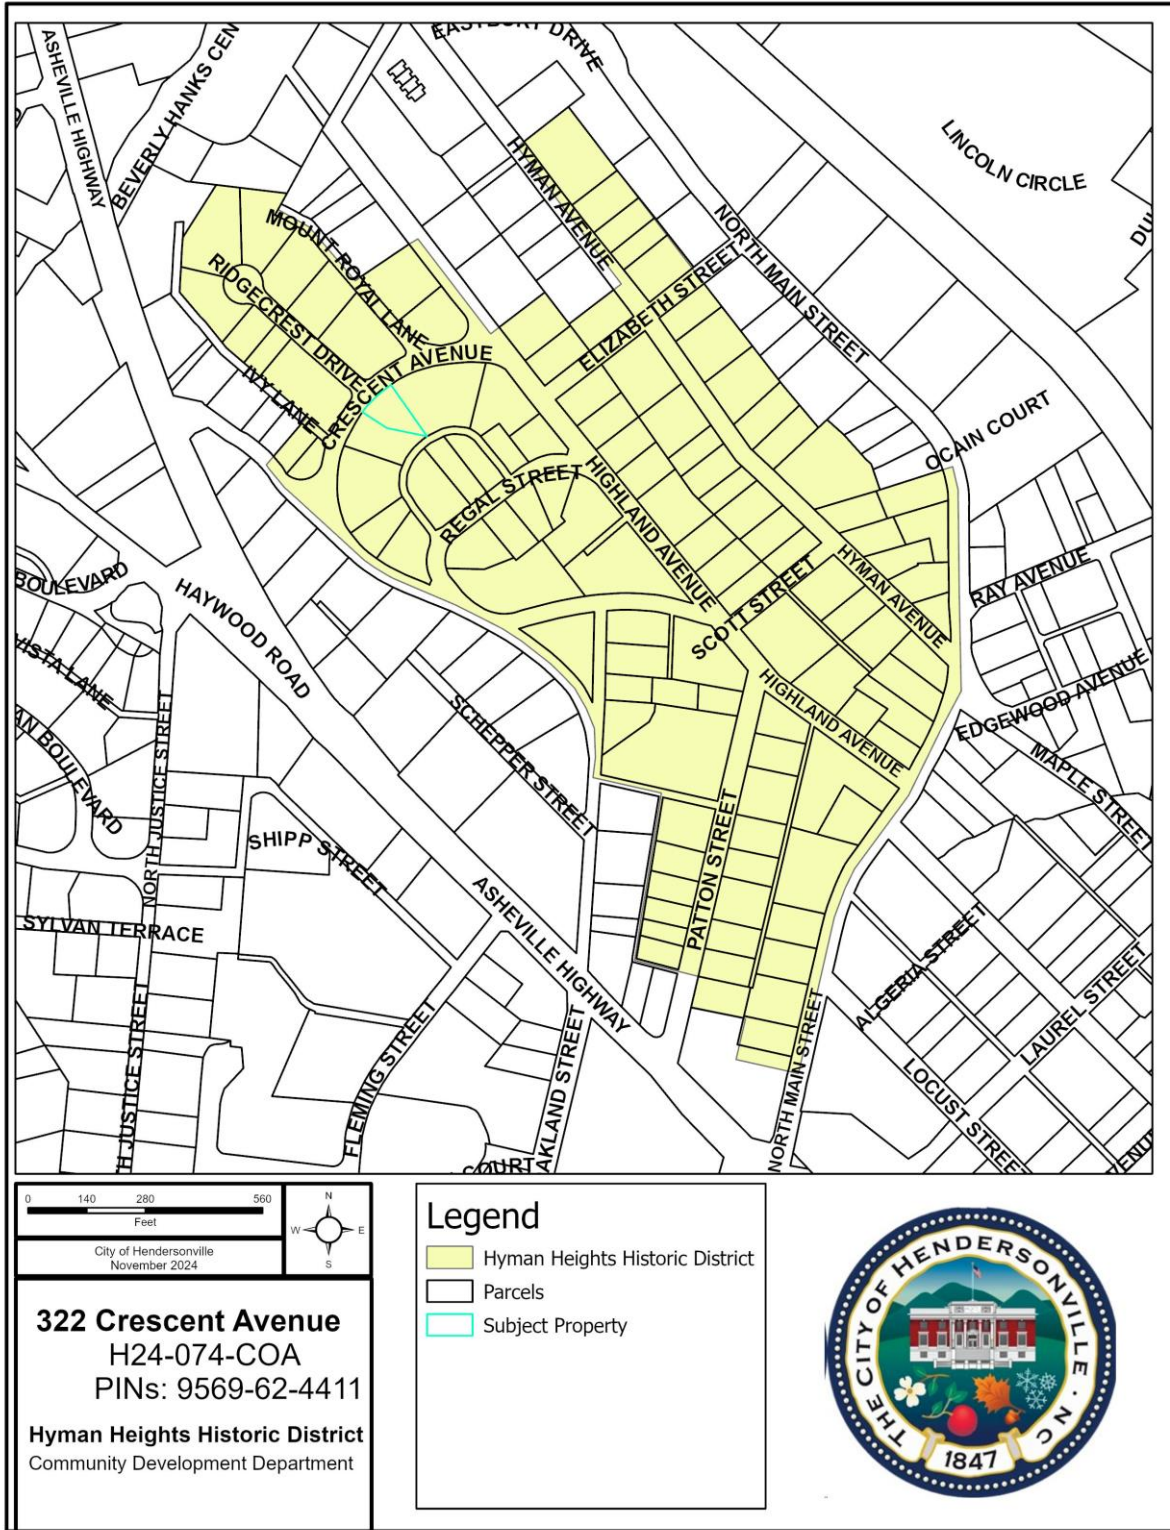 EASTBURY DRIVE
ASHEVILLE HIGHWAY
BEVERLY HANKS CEN
LINCOLN CIRCLE
HYMAN AVENUE
NORTH MAIN STREET
MOUNT ROYAL LANE
RIDGECREST DRIVE
ELIZABETH STREET
CRESCENT AVENUE
IVY LANE
OCAIN COURT
REGAL STREET
HIGHLAND AVENUE
HYMAN AVENUE
RAY AVENUE
BOULEVARD
HAYWOOD ROAD
SCOTT STREET
VISTA LANE
AN BOULEVARD
NORTH JUSTICE STREET
SCHEPPER STREET
HIGHLAND AVENUE
EDGEWOOD AVENUE
MAPLE STREET
SHIPP STREET
PATTON STREET
SYLVAN TERRACE
ASHEVILLE HIGHWAY
ALGERIA STREET
LAUREL STREET
TH JUSTICE STREET
FLEMING STREET
AKLAND STREET
NORTH MAIN STREET
LOCUST STREET
COURT
VENU
0 140 280 560
Feet
City of Hendersonville
November 2024
N
W E
S
322 Crescent Avenue
H24-074-COA
PINs: 9569-62-4411
Hyman Heights Historic District
Community Development Department
Legend
Hyman Heights Historic District
Parcels
Subject Property
THE CITY OF HENDERSONVILLE · NC
1847